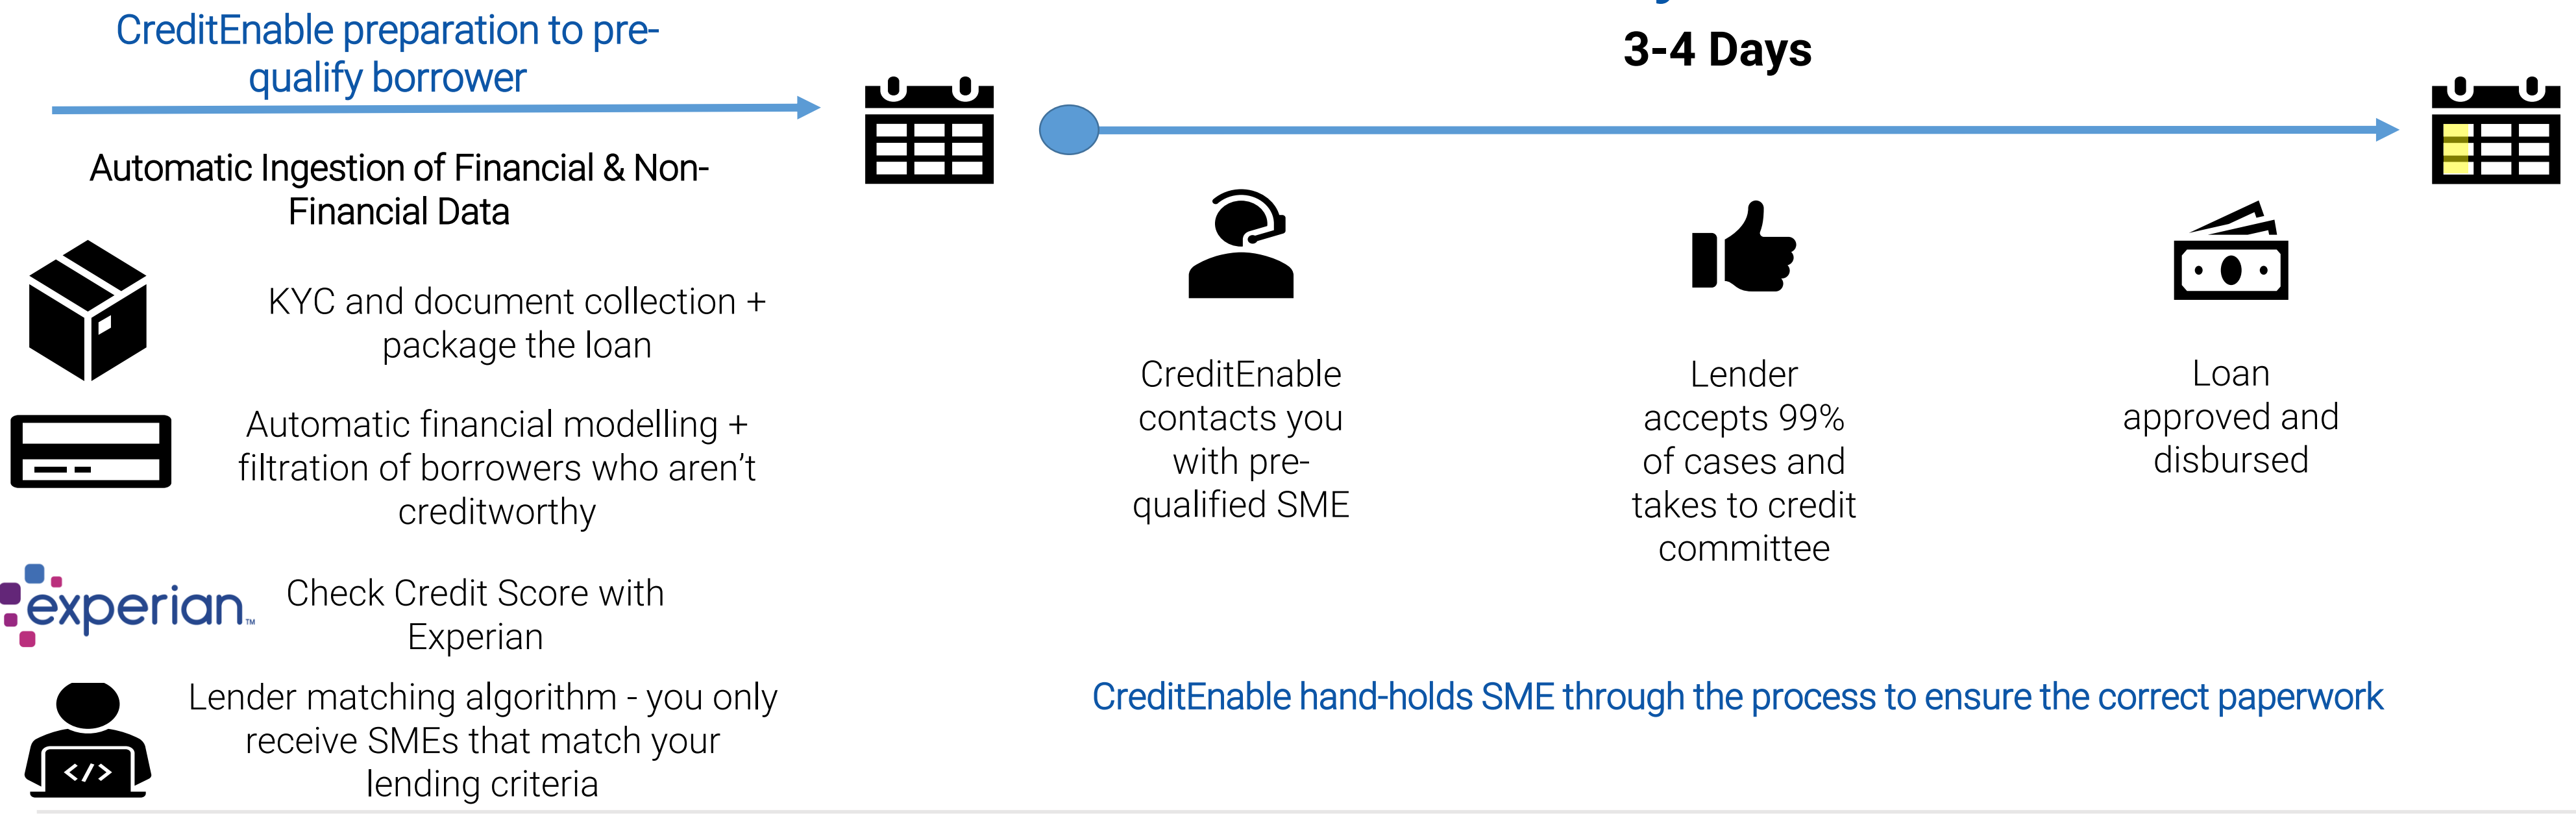 CreditEnable preparation to pre-
qualify borrower
Automatic Ingestion of Financial & Non-
Financial Data
KYC and document collection +
package the loan
Automatic financial modelling +
filtration of borrowers who aren’t
creditworthy
experian™
Check Credit Score with
Experian
Lender matching algorithm - you only
receive SMEs that match your
lending criteria
</>
3-4 Days
CreditEnable
contacts you
with pre-
qualified SME
Lender
accepts 99%
of cases and
takes to credit
committee
Loan
approved and
disbursed
CreditEnable hand-holds SME through the process to ensure the correct paperwork